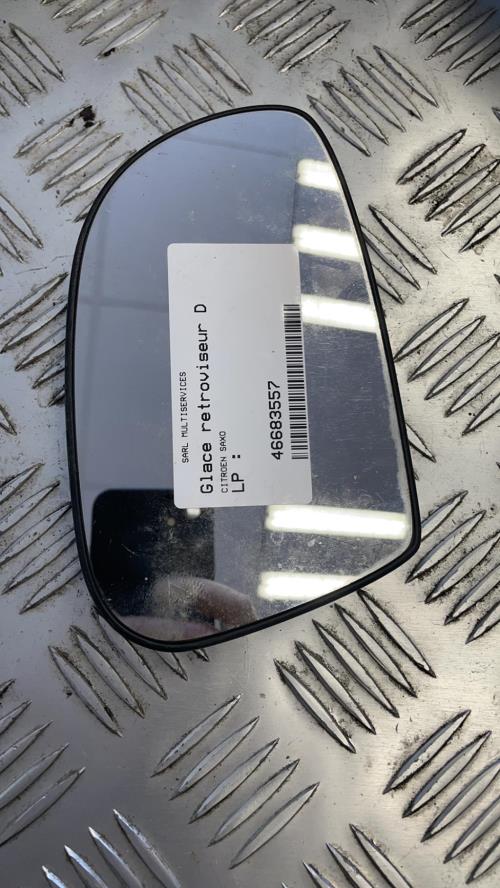 SARL MULTISERVICES
Glace retroviseur D
CITROEN SAXO
LP :
46683557